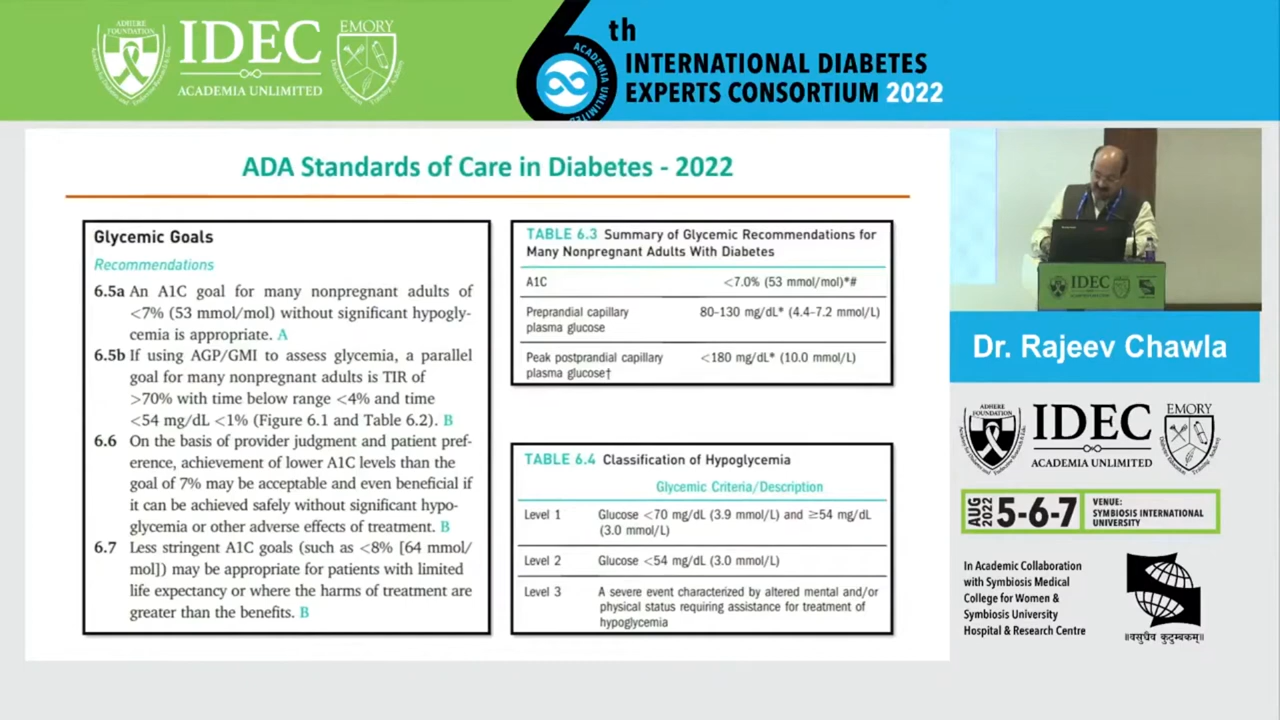 ADHERE
FOUNDATION
IDEC
ACADEMIA UNLIMITED
EMORY
6th
ACADEMIA UNLIMITED
INTERNATIONAL DIABETES
EXPERTS CONSORTIUM 2022
ADA Standards of Care in Diabetes - 2022
Glycemic Goals
Recommendations
6.5a An A1C goal for many nonpregnant adults of
<7% (53 mmol/mol) without significant hypogly-
cemia is appropriate. A
6.5b If using AGP/GMI to assess glycemia, a parallel
goal for many nonpregnant adults is TIR of
>70% with time below range <4% and time
<54 mg/dL <1% (Figure 6.1 and Table 6.2). B
6.6 On the basis of provider judgment and patient pref-
erence, achievement of lower A1C levels than the
goal of 7% may be acceptable and even beneficial if
it can be achieved safely without significant hypo-
glycemia or other adverse effects of treatment. B
6.7 Less stringent A1C goals (such as <8% [64 mmol/
mol]) may be appropriate for patients with limited
life expectancy or where the harms of treatment are
greater than the benefits. B
TABLE 6.3 Summary of Glycemic Recommendations for
Many Nonpregnant Adults With Diabetes
A1C <7.0% (53 mmol/mol)*#
Preprandial capillary 80-130 mg/dL* (4.4-7.2 mmol/L)
plasma glucose
Peak postprandial capillary <180 mg/dL* (10.0 mmol/L)
plasma glucose†
TABLE 6.4 Classification of Hypoglycemia
Glycemic Criteria/Description
Level 1 Glucose <70 mg/dL (3.9 mmol/L) and ≥54 mg/dL
(3.0 mmol/L)
Level 2 Glucose <54 mg/dL (3.0 mmol/L)
Level 3 A severe event characterized by altered mental and/or
physical status requiring assistance for treatment of
hypoglycemia
IDEC
Dr. Rajeev Chawla
ADHERE
FOUNDATION
IDEC
ACADEMIA UNLIMITED
EMORY
AUG
2022
5-6-7
VENUE:
SYMBIOSIS INTERNATIONAL
UNIVERSITY
In Academic Collaboration
with Symbiosis Medical
College for Women &
Symbiosis University
Hospital & Research Centre
॥वसुधैव कुटुम्बकम्॥